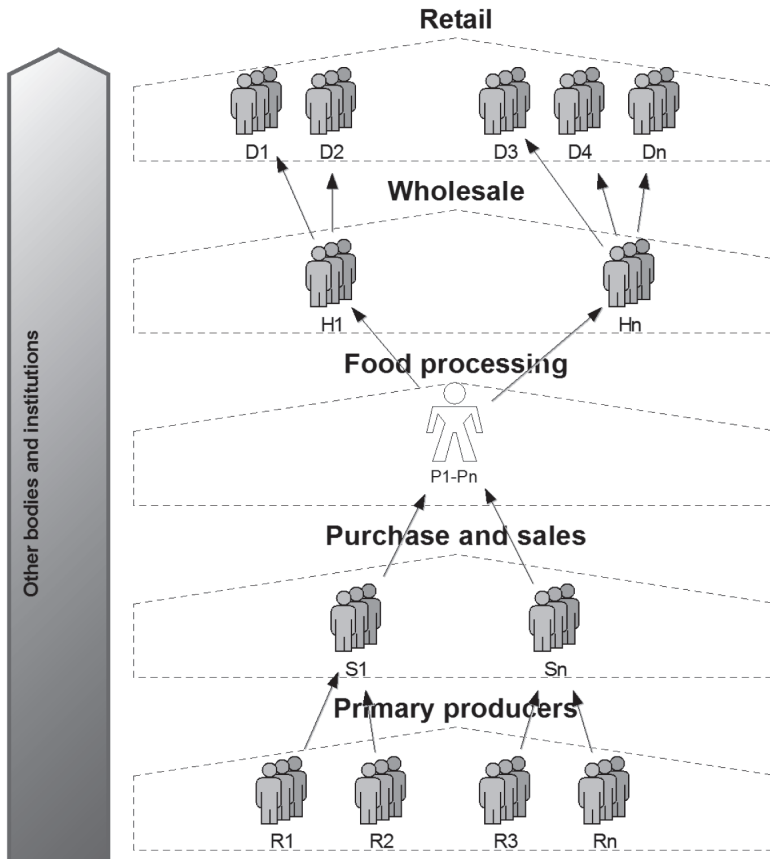 Retail
D1 D2 D3 D4 Dn
Wholesale
H1 Hn
Food processing
P1-Pn
Purchase and sales
S1 Sn
Primary producers
R1 R2 R3 Rn
Other bodies and institutions